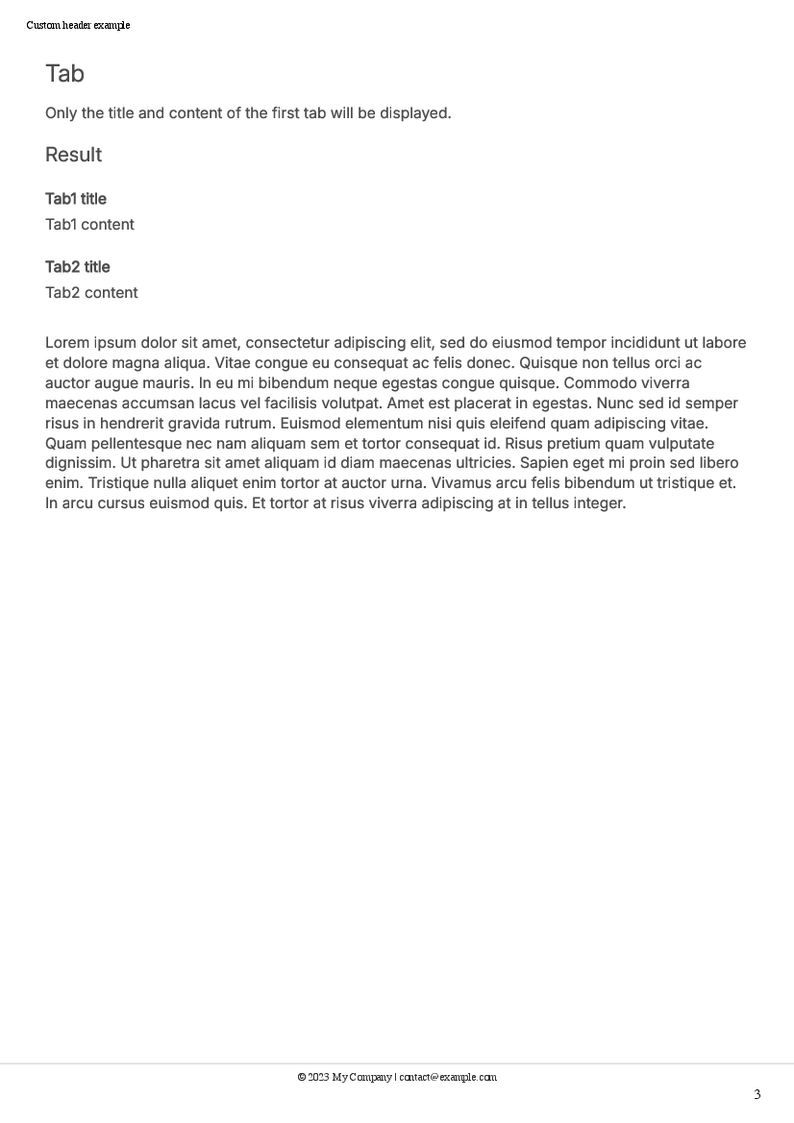 Custom header example
Tab
Only the title and content of the first tab will be displayed.
Result
Tab1 title
Tab1 content
Tab2 title
Tab2 content
Lorem ipsum dolor sit amet, consectetur adipiscing elit, sed do eiusmod tempor incididunt ut labore
et dolore magna aliqua. Vitae congue eu consequat ac felis donec. Quisque non tellus orci ac
auctor augue mauris. In eu mi bibendum neque egestas congue quisque. Commodo viverra
maecenas accumsan lacus vel facilisis volutpat. Amet est placerat in egestas. Nunc sed id semper
risus in hendrerit gravida rutrum. Euismod elementum nisi quis eleifend quam adipiscing vitae.
Quam pellentesque nec nam aliquam sem et tortor consequat id. Risus pretium quam vulputate
dignissim. Ut pharetra sit amet aliquam id diam maecenas ultricies. Sapien eget mi proin sed libero
enim. Tristique nulla aliquet enim tortor at auctor urna. Vivamus arcu felis bibendum ut tristique et.
In arcu cursus euismod quis. Et tortor at risus viverra adipiscing at in tellus integer.
© 2023 My Company | contact@example.com
3